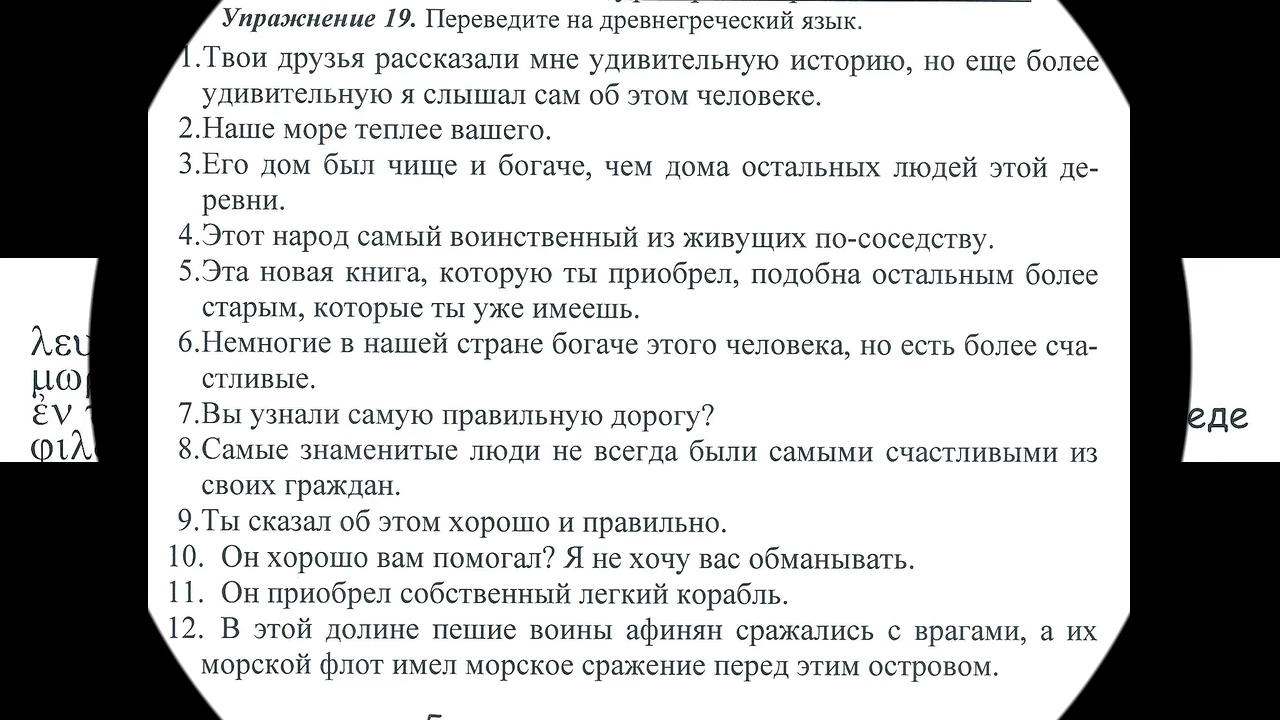 Упражнение 19. Переведите на древнегреческий язык.
1.Твои друзья рассказали мне удивительную историю, но еще более
удивительную я слышал сам об этом человеке.
2.Наше море теплее вашего.
3.Его дом был чище и богаче, чем дома остальных людей этой де-
ревни.
4.Этот народ самый воинственный из живущих по-соседству.
5.Эта новая книга, которую ты приобрел, подобна остальным более
старым, которые ты уже имеешь.
6.Немногие в нашей стране богаче этого человека, но есть более сча-
стливые.
7.Вы узнали самую правильную дорогу?
8.Самые знаменитые люди не всегда были самыми счастливыми из
своих граждан.
9.Ты сказал об этом хорошо и правильно.
10. Он хорошо вам помогал? Я не хочу вас обманывать.
11. Он приобрел собственный легкий корабль.
12. В этой долине пешие воины афинян сражались с врагами, а их
морской флот имел морское сражение перед этим островом.
λευ
μω
ἐν
φιλ
еде